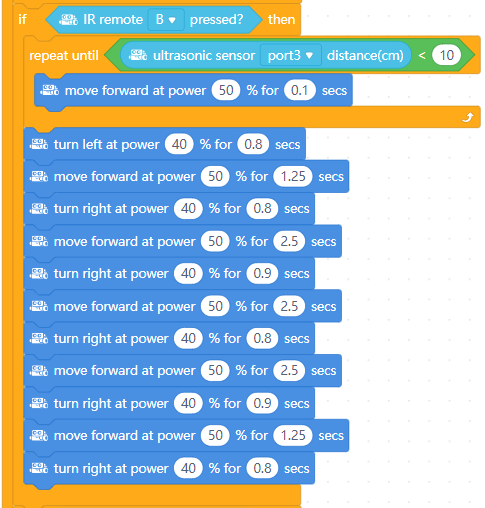 if IR remote B pressed? then
repeat until ultrasonic sensor port3 distance(cm) < 10
move forward at power 50 % for 0.1 secs
turn left at power 40 % for 0.8 secs
move forward at power 50 % for 1.25 secs
turn right at power 40 % for 0.8 secs
move forward at power 50 % for 2.5 secs
turn right at power 40 % for 0.9 secs
move forward at power 50 % for 2.5 secs
turn right at power 40 % for 0.8 secs
move forward at power 50 % for 2.5 secs
turn right at power 40 % for 0.9 secs
move forward at power 50 % for 1.25 secs
turn right at power 40 % for 0.8 secs